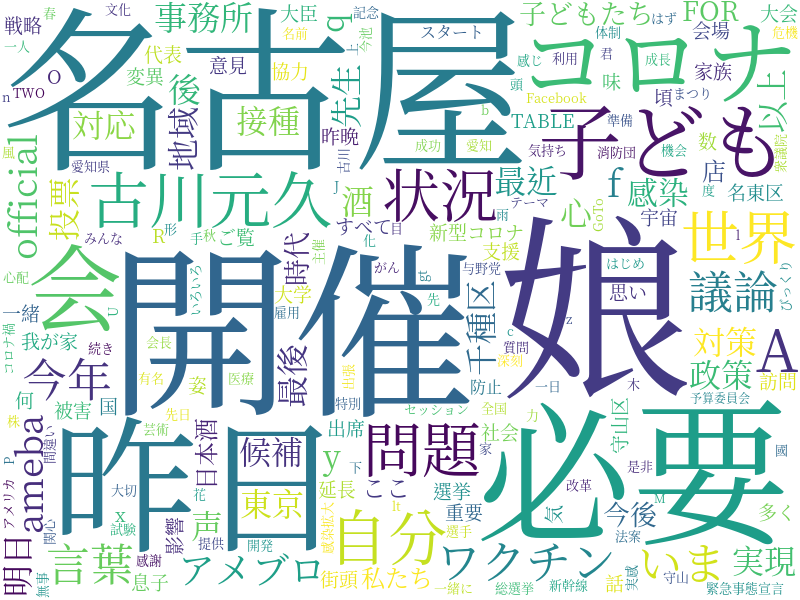 戦略
事務所
大臣
q
子どもたち
FOR
はず
大会
春
文化
記念
一人
名前
上
今池
スタート
感じ
体制
君
会場
危機
代表
O
n
TWO
変異
意見
協力
後
先生
コロナ
利用
成長
家族
味
頭
以上
名古屋
対応
地域
接種
昨晩
Facebook
b
TABLE
準備
頃
まつり
数
風
愛知県
古川
成功
愛知
気持ち
消防団
機会
店
衆議院
子ども
official
投票
古川元久
J
酒
状況
最近
f
感染
度
名東区
テーマ
雨
GoTo
心
宇宙
みんな
R
形
手
秋
ご覧
すべて
目
新型コロナ
支援
l
世界
会
時代
主催
化
がん
gt
与野党
先
はじめ
思い
びっくり
心配
いろいろ
大学
雇用
開催
娘
千種区
議論
コロナ禍
一緒
U
我が家
続き
会長
最後
c
質問
z
深刻
対策
A
今年
姿
有名
医療
出張
防止
一日
木
政策
訪問
株
何
被害
国
特別
セッション
全国
力
予算委員会
アメリカ
P
間違い
ameba
昨日
芸術
先日
日本酒
候補
出席
問題
社会
必要
守山区
家
國
東京
y
下
延長
ここ
選挙
是非
明日
関心
大切
x
試験
花
影響
声
提供
開発
感染拡大
自分
It
選手
重要
改革
気
今後
M
法案
多く
無事
言葉
感謝
息子
アメブロ
街頭
私たち
一緒に
ワクチン
総選挙
新幹線
いま
話
守山
実感
実現
緊急事態宣言